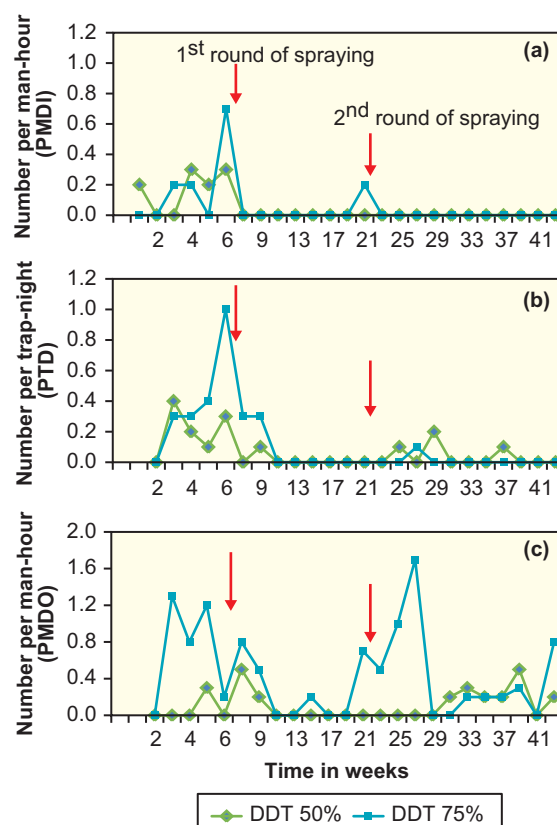 Number per man-hour
(PMDI)
1.2
1.0
0.8
0.6
0.4
0.2
0.0
(a)
1st round of spraying
2nd round of spraying
2 4 6 9 13 17 21 25 29 33 37 41
Number per trap-night
(PTD)
1.2
1.0
0.8
0.6
0.4
0.2
0.0
(b)
2 4 6 9 13 17 21 25 29 33 37 41
Number per man-hour
(PMDO)
2.0
1.6
1.2
0.8
0.4
0.0
(c)
2 4 6 9 13 17 21 25 29 33 37 41
Time in weeks
DDT 50% DDT 75%